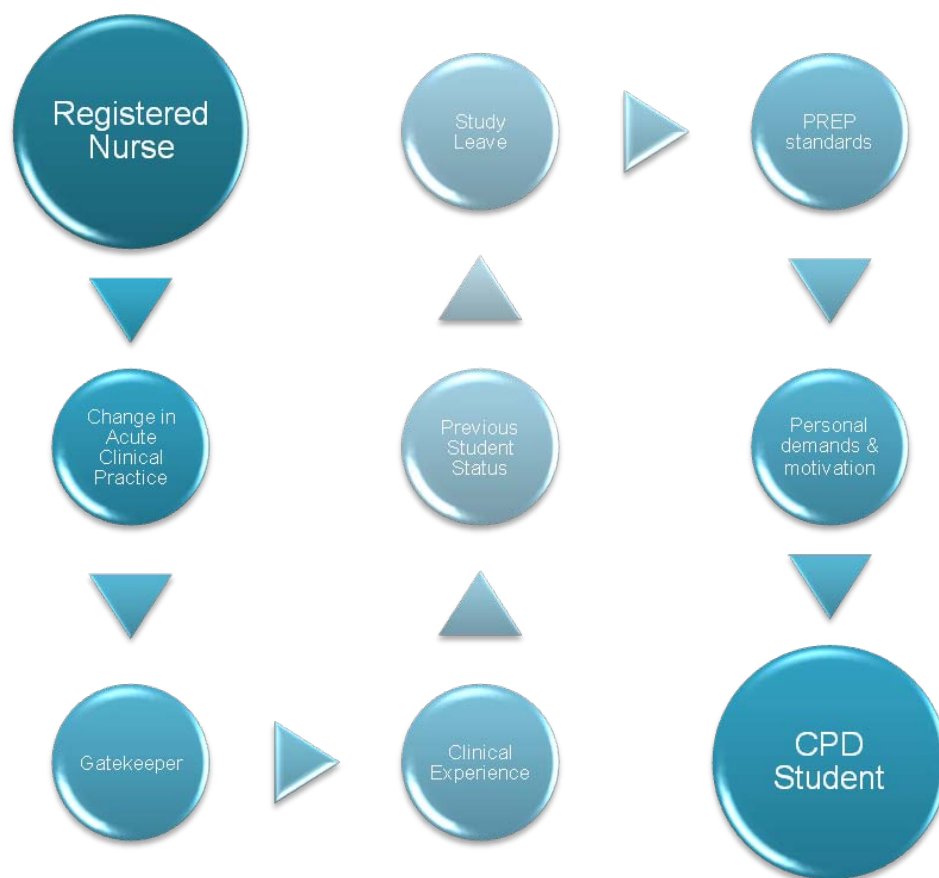 Registered
Nurse
Change in
Acute
Clinical
Practice
Gatekeeper
Clinical
Experience
Previous
Student
Status
Study
Leave
PREP
standards
Personal
demands &
motivation
CPD
Student